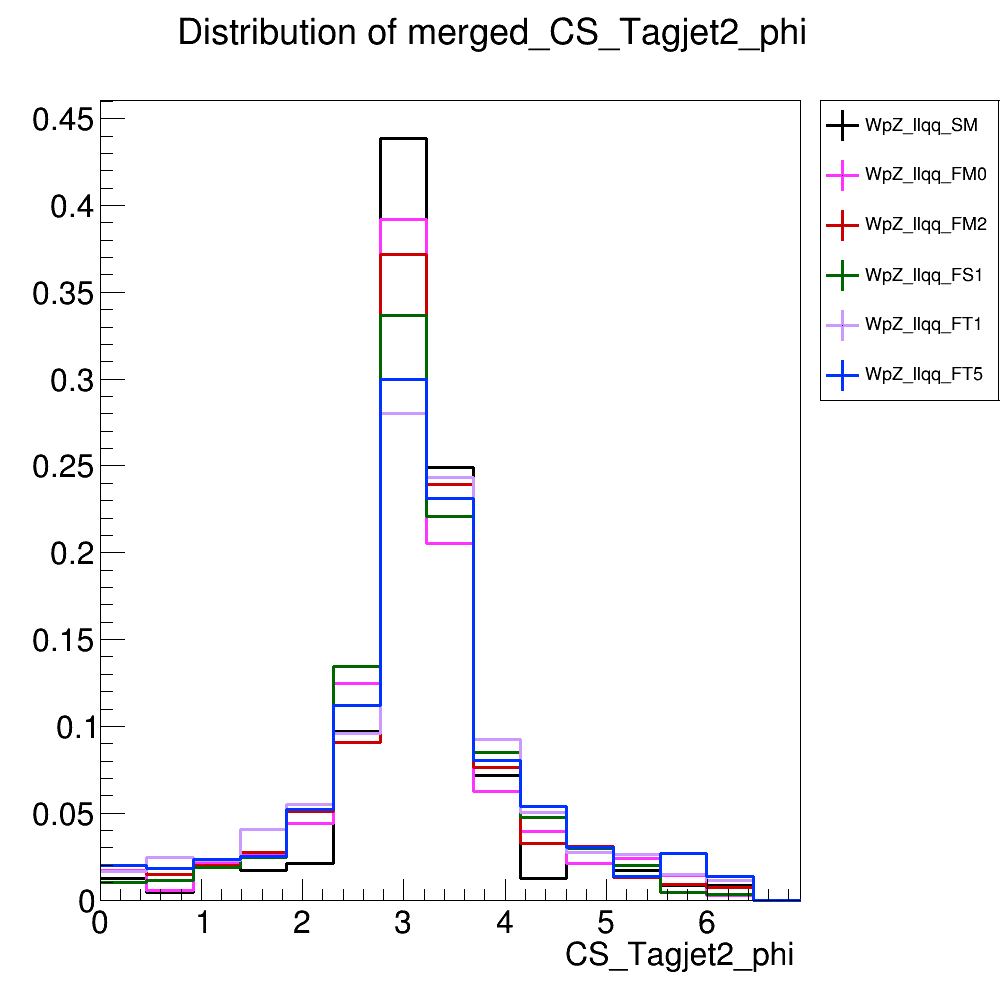 Distribution of merged_CS_Tagjet2_phi
0.45
0.4
0.35
0.3
0.25
0.2
0.15
0.1
0.05
0
0 1 2 3 4 5 6
CS_Tagjet2_phi
WpZ_llqq_SM
WpZ_llqq_FM0
WpZ_llqq_FM2
WpZ_llqq_FS1
WpZ_llqq_FT1
WpZ_llqq_FT5